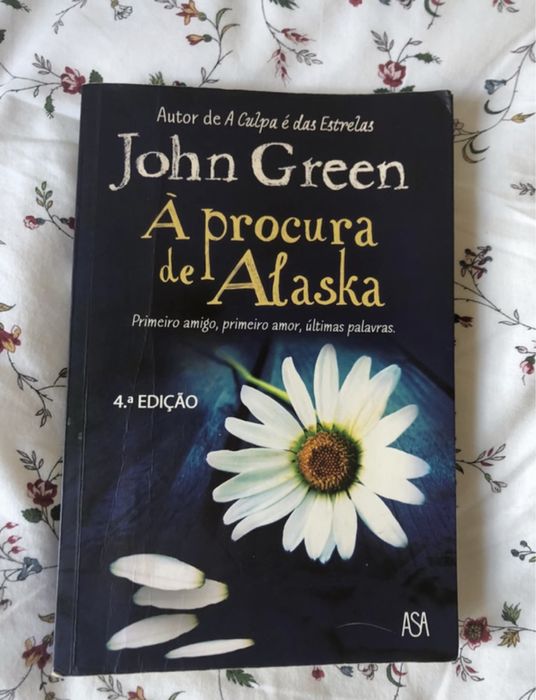 Autor de A Culpa é das Estrelas
John Green
À procura
de Alaska
Primeiro amigo, primeiro amor, últimas palavras.
4.ª EDIÇÃO
ASA